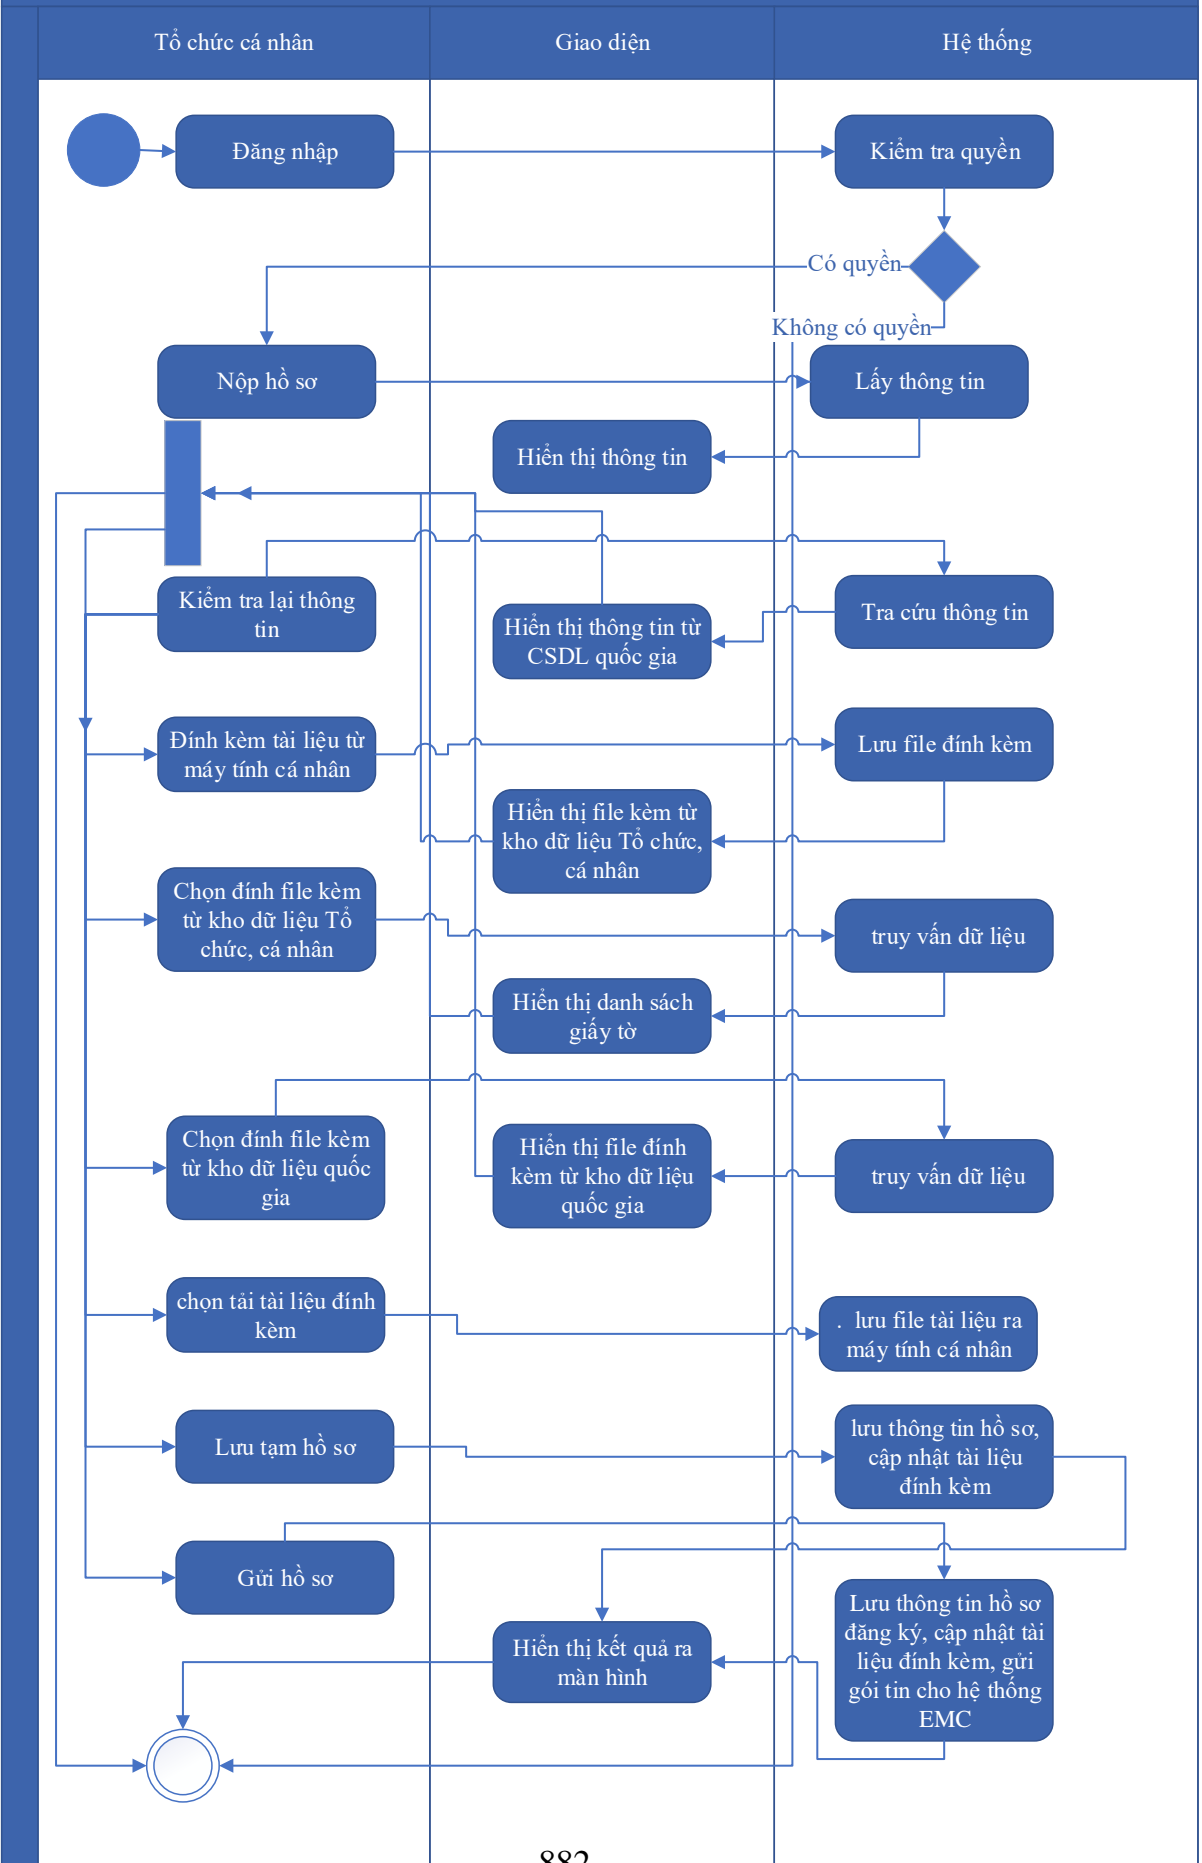 Tổ chức cá nhân
Giao diện
Hệ thống
Đăng nhập
Kiểm tra quyền
Có quyền
Không có quyền
Nộp hồ sơ
Lấy thông tin
Hiển thị thông tin
Kiểm tra lại thông
tin
Hiển thị thông tin từ
CSDL quốc gia
Tra cứu thông tin
Đính kèm tài liệu từ
máy tính cá nhân
Lưu file đính kèm
Hiển thị file kèm từ
kho dữ liệu Tổ chức,
cá nhân
Chọn đính file kèm
từ kho dữ liệu Tổ
chức, cá nhân
truy vấn dữ liệu
Hiển thị danh sách
giấy tờ
Chọn đính file kèm
từ kho dữ liệu quốc
gia
Hiển thị file đính
kèm từ kho dữ liệu
quốc gia
truy vấn dữ liệu
chọn tải tài liệu đính
kèm
. lưu file tài liệu ra
máy tính cá nhân
Lưu tạm hồ sơ
lưu thông tin hồ sơ,
cập nhật tài liệu
đính kèm
Gửi hồ sơ
Hiển thị kết quả ra
màn hình
Lưu thông tin hồ sơ
đăng ký, cập nhật tài
liệu đính kèm, gửi
gói tin cho hệ thống
EMC
882